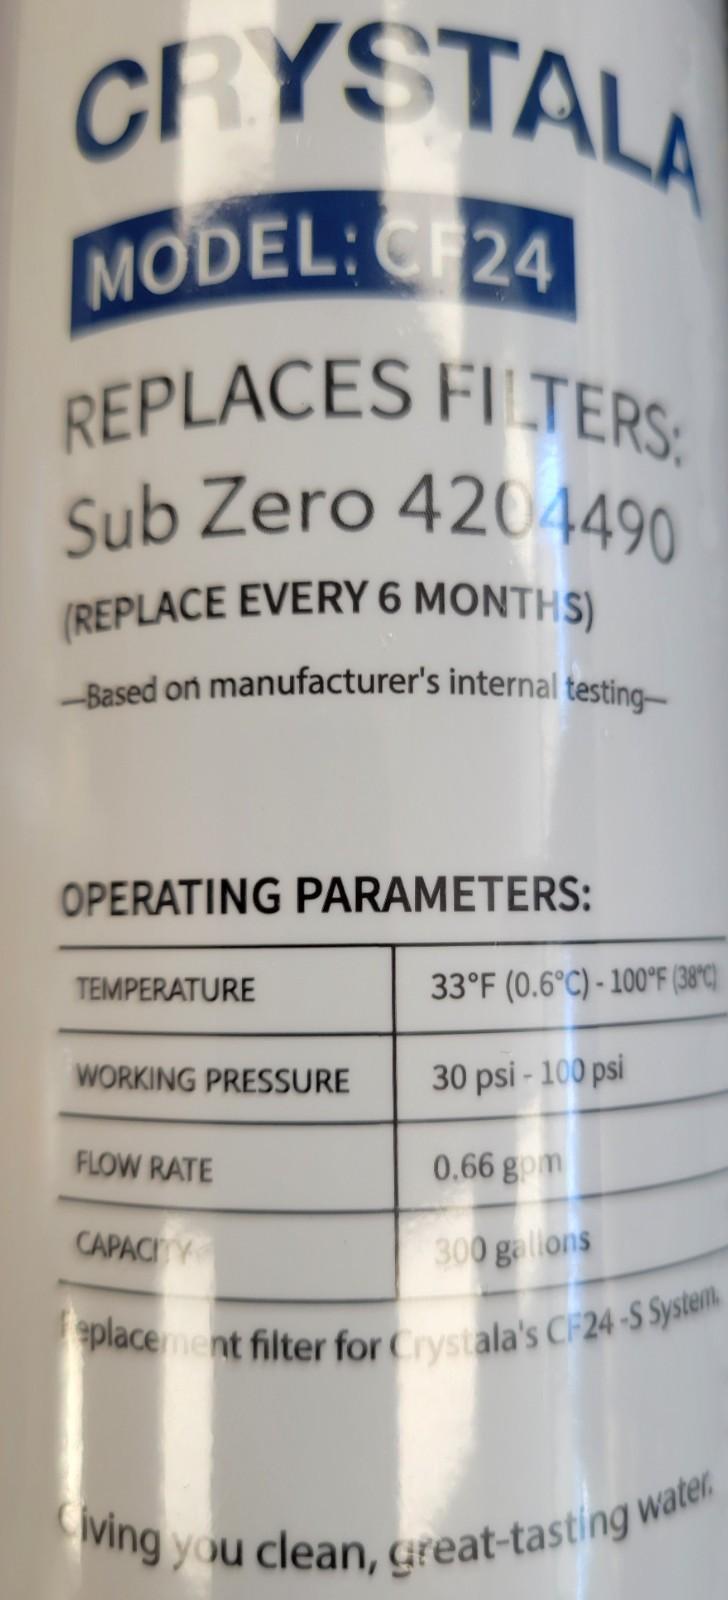 CRYSTALA
MODEL: CF24
REPLACES FILTERS:
Sub Zero 4204490
(REPLACE EVERY 6 MONTHS)
—Based on manufacturer's internal testing—
OPERATING PARAMETERS:
TEMPERATURE 33°F (0.6°C) - 100°F (38°C)
WORKING PRESSURE 30 psi - 100 psi
FLOW RATE 0.66 gpm
CAPACITY 300 gallons
Replacement filter for Crystala's CF24 -S System.
Giving you clean, great-tasting water.